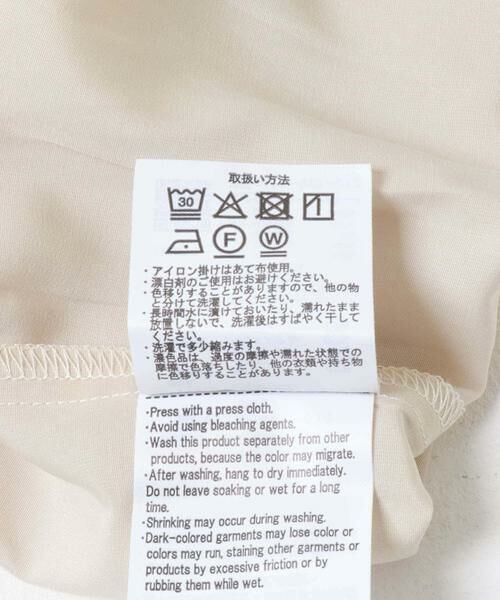 取扱い方法
30
F W
・アイロン掛けはあて布使用。
・漂白剤のご使用はお避けください。
・色移りすることがありますので、他の物
と分けて洗濯してください。
・長時間水に漬けておいたり、濡れたまま
放置しないで、洗濯後はすばやく干して
ください。
・洗濯で多少縮みます。
・濃色品は、過度の摩擦や濡れた状態での
摩擦で色落ちしたり、他の衣類や持ち物
に色移りすることがあります。
・Press with a press cloth.
・Avoid using bleaching agents.
・Wash this product separately from other
products, because the color may migrate.
・After washing, hang to dry immediately.
Do not leave soaking or wet for a long
time.
・Shrinking may occur during washing.
・Dark-colored garments may lose color or
colors may run, staining other garments or
products by excessive friction or by
rubbing them while wet.